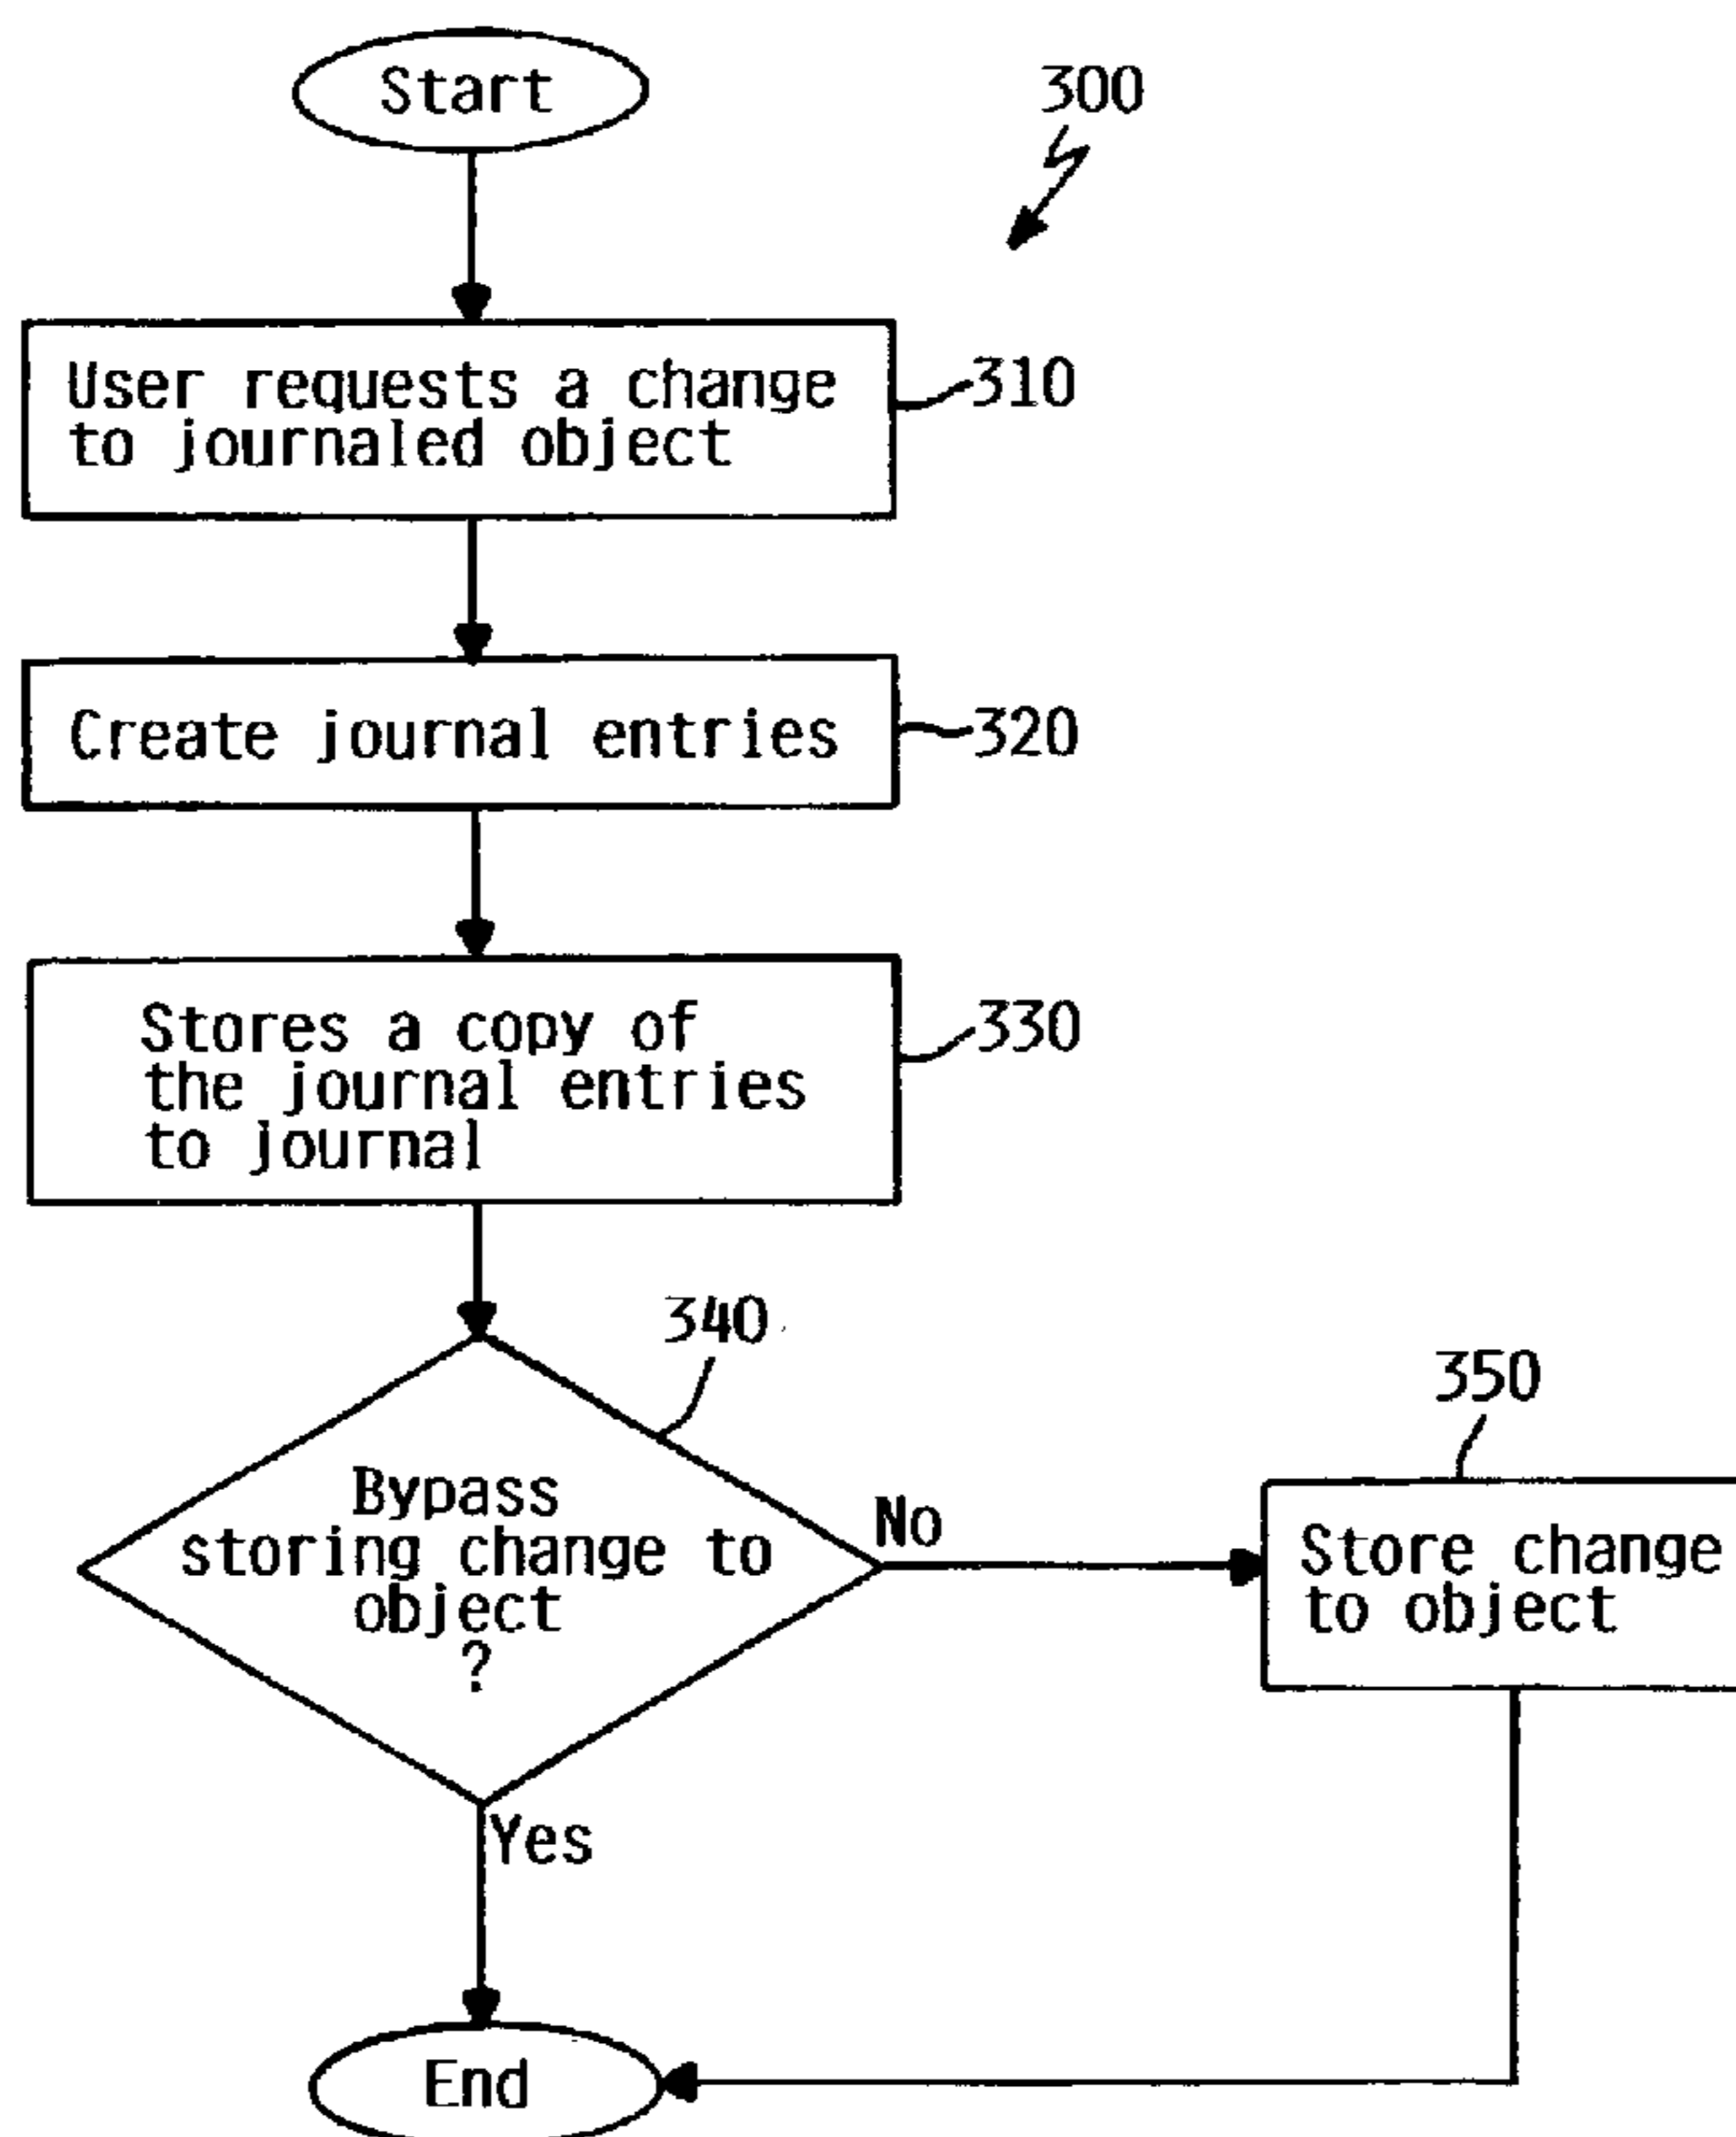 Start
300
User requests a change
to journaled object
310
Create journal entries
320
Stores a copy of
the journal entries
to journal
330
340
Bypass
storing change to
object
?
No
350
Store change
to object
Yes
End